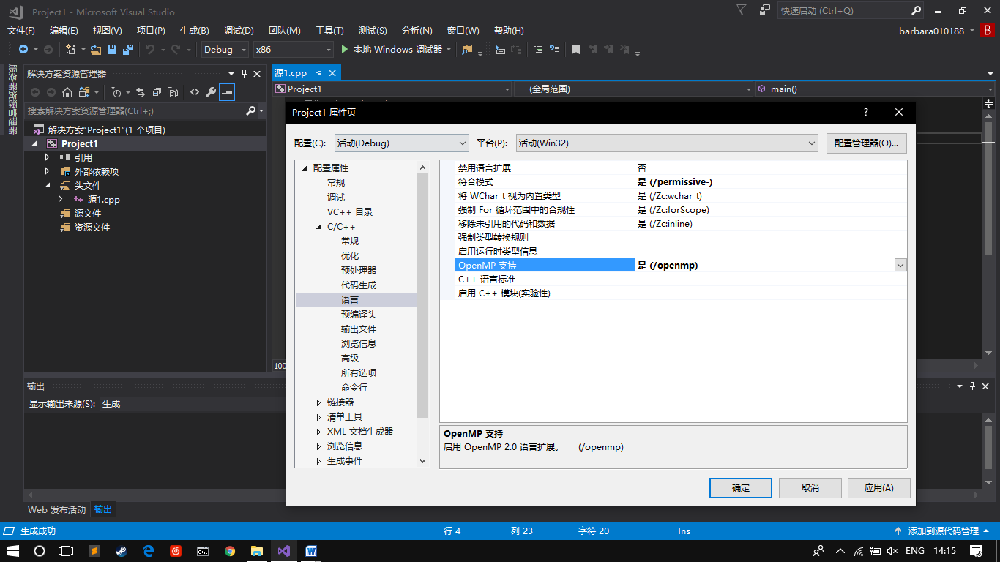 Project1 - Microsoft Visual Studio
快速启动 (Ctrl+Q)
文件(F) 编辑(E) 视图(V) 项目(P) 生成(B) 调试(D) 团队(M) 工具(T) 测试(S) 分析(N) 窗口(W) 帮助(H)
barbara010188 B
Debug x86 本地 Windows 调试器
服务器资源管理器
解决方案资源管理器
搜索解决方案资源管理器(Ctrl+;)
解决方案"Project1"(1 个项目)
Project1
引用
外部依赖项
头文件
源1.cpp
源文件
资源文件
源1.cpp
Project1 (全局范围) main()
100
Project1 属性页
?
配置(C): 活动(Debug) 平台(P): 活动(Win32) 配置管理器(O)...
配置属性
常规
调试
VC++ 目录
C/C++
常规
优化
预处理器
代码生成
语言
预编译头
输出文件
浏览信息
高级
所有选项
命令行
链接器
清单工具
XML 文档生成器
浏览信息
生成事件
禁用语言扩展 否
符合模式 是 (/permissive-)
将 WChar_t 视为内置类型 是 (/Zc:wchar_t)
强制 For 循环范围中的合规性 是 (/Zc:forScope)
移除未引用的代码和数据 是 (/Zc:inline)
强制类型转换规则
启用运行时类型信息
OpenMP 支持 是 (/openmp)
C++ 语言标准
启用 C++ 模块(实验性)
OpenMP 支持
启用 OpenMP 2.0 语言扩展。 (/openmp)
确定 取消 应用(A)
输出
显示输出来源(S): 生成
Web 发布活动 输出
生成成功 行 4 列 23 字符 20 Ins 添加到源代码管理
ENG 14:15